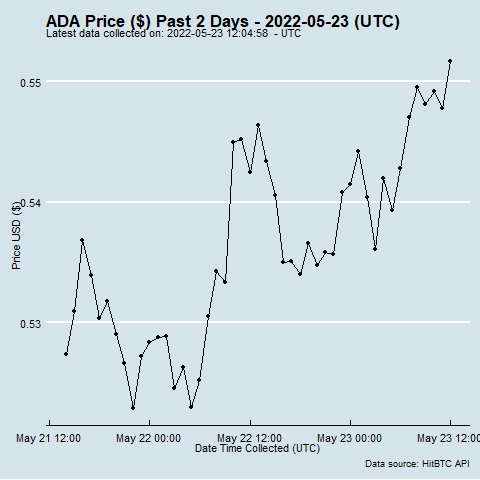 ADA Price ($) Past 2 Days - 2022-05-23 (UTC)
Latest data collected on: 2022-05-23 12:04:58  - UTC
0.55
0.54
0.53
Price USD ($)
May 21 12:00 May 22 00:00 May 22 12:00 May 23 00:00 May 23 12:00
Date Time Collected (UTC)
Data source: HitBTC API